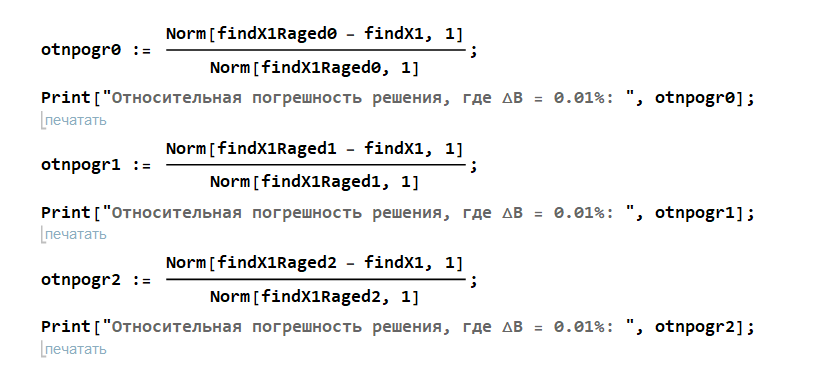 otnpogr0 := Norm[findX1Raged0 – findX1, 1] / Norm[findX1Raged0, 1];
Print["Относительная погрешность решения, где ΔB = 0.01%: ", otnpogr0];
печатать
otnpogr1 := Norm[findX1Raged1 – findX1, 1] / Norm[findX1Raged1, 1];
Print["Относительная погрешность решения, где ΔB = 0.01%: ", otnpogr1];
печатать
otnpogr2 := Norm[findX1Raged2 – findX1, 1] / Norm[findX1Raged2, 1];
Print["Относительная погрешность решения, где ΔB = 0.01%: ", otnpogr2];
печатать